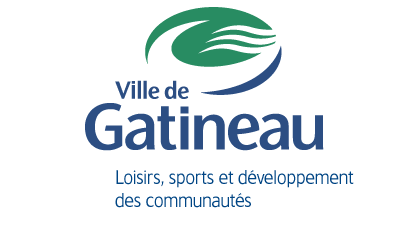 Ville de
Gatineau
Loisirs, sports et développement
des communautés